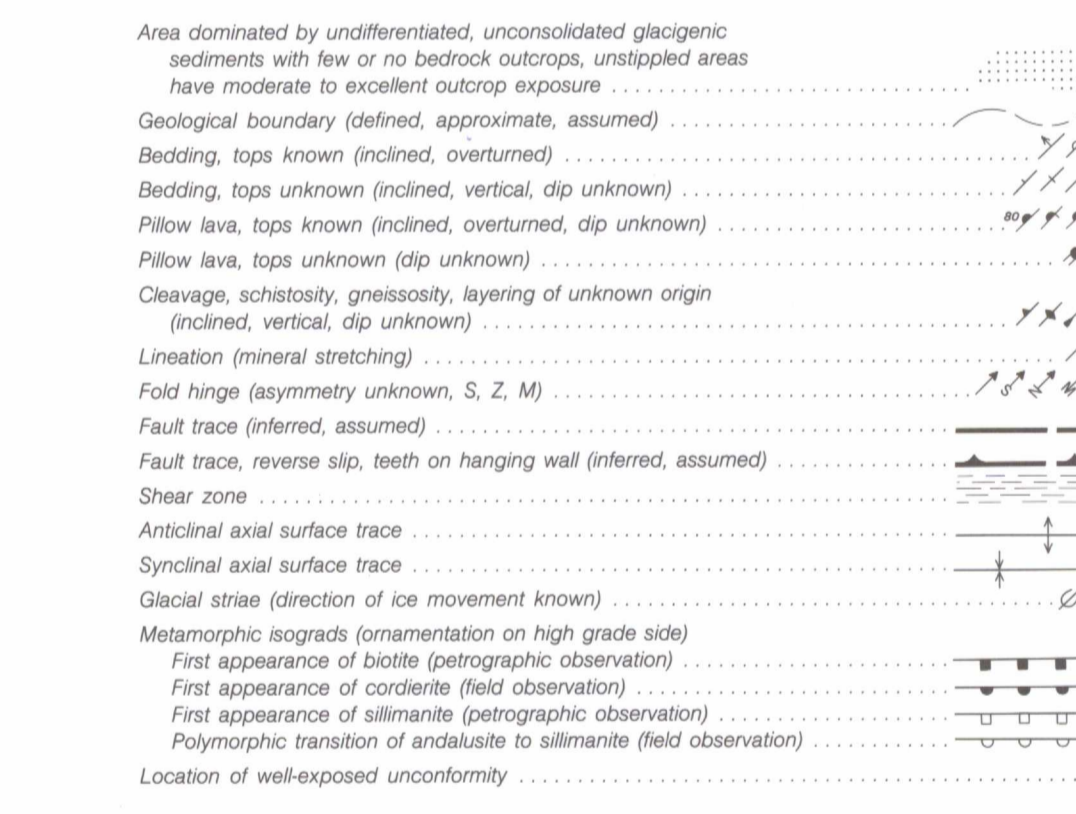 Area dominated by undifferentiated, unconsolidated glacigenic
sediments with few or no bedrock outcrops, unstippled areas
have moderate to excellent outcrop exposure
Geological boundary (defined, approximate, assumed)
Bedding, tops known (inclined, overturned)
Bedding, tops unknown (inclined, vertical, dip unknown)
Pillow lava, tops known (inclined, overturned, dip unknown) 80
Pillow lava, tops unknown (dip unknown)
Cleavage, schistosity, gneissosity, layering of unknown origin
(inclined, vertical, dip unknown)
Lineation (mineral stretching)
Fold hinge (asymmetry unknown, S, Z, M) S Z M
Fault trace (inferred, assumed)
Fault trace, reverse slip, teeth on hanging wall (inferred, assumed)
Shear zone
Anticlinal axial surface trace
Synclinal axial surface trace
Glacial striae (direction of ice movement known)
Metamorphic isograds (ornamentation on high grade side)
First appearance of biotite (petrographic observation)
First appearance of cordierite (field observation)
First appearance of sillimanite (petrographic observation)
Polymorphic transition of andalusite to sillimanite (field observation)
Location of well-exposed unconformity